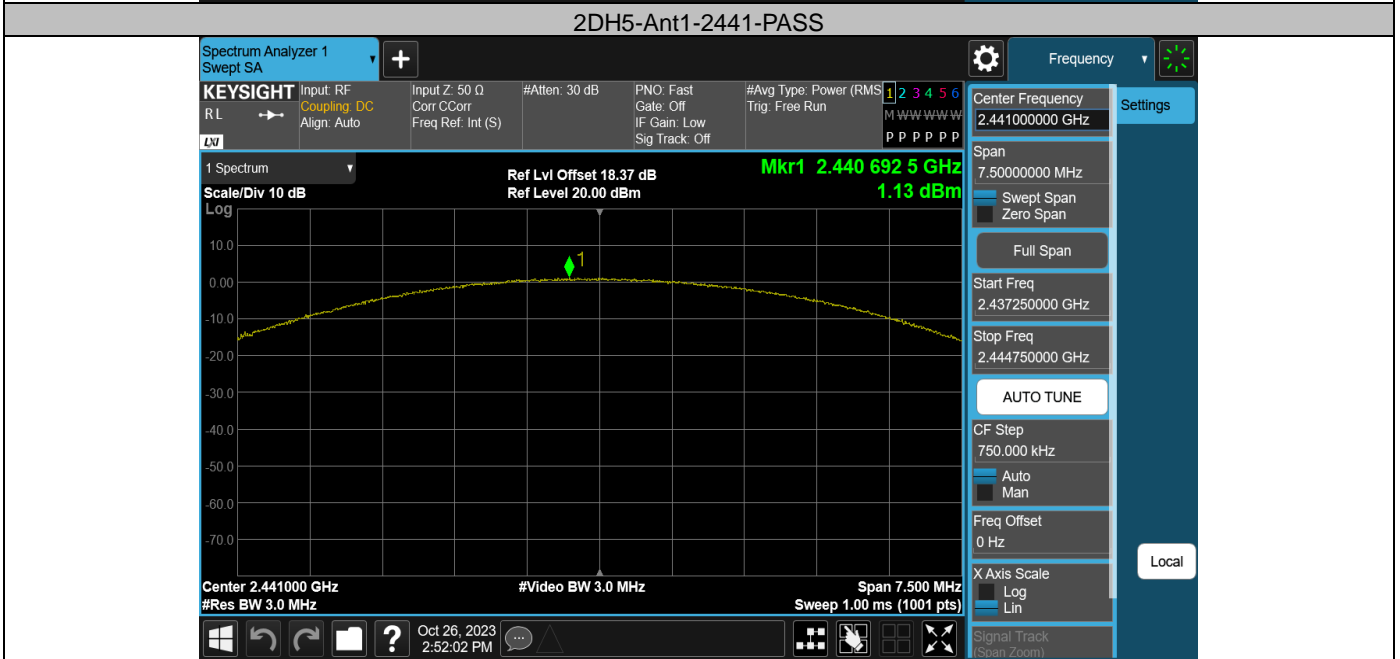 2DH5-Ant1-2441-PASS
Spectrum Analyzer 1
Swept SA
+
Frequency
KEYSIGHT
RL
LXI
Input: RF
Coupling: DC
Align: Auto
Input Z: 50 Ω
Corr CCorr
Freq Ref: Int (S)
#Atten: 30 dB
PNO: Fast
Gate: Off
IF Gain: Low
Sig Track: Off
#Avg Type: Power (RMS
Trig: Free Run
1 2 3 4 5 6
M W W W W W
P P P P P P
1 Spectrum
Scale/Div 10 dB
Log
Ref Lvl Offset 18.37 dB
Ref Level 20.00 dBm
Mkr1 2.440 692 5 GHz
1.13 dBm
1
10.0
0.00
-10.0
-20.0
-30.0
-40.0
-50.0
-60.0
-70.0
Center 2.441000 GHz
#Res BW 3.0 MHz
#Video BW 3.0 MHz
Span 7.500 MHz
Sweep 1.00 ms (1001 pts)
Center Frequency
2.441000000 GHz
Settings
Span
7.50000000 MHz
Swept Span
Zero Span
Full Span
Start Freq
2.437250000 GHz
Stop Freq
2.444750000 GHz
AUTO TUNE
CF Step
750.000 kHz
Auto
Man
Freq Offset
0 Hz
X Axis Scale
Log
Lin
Signal Track
(Span Zoom)
Local
?
Oct 26, 2023
2:52:02 PM